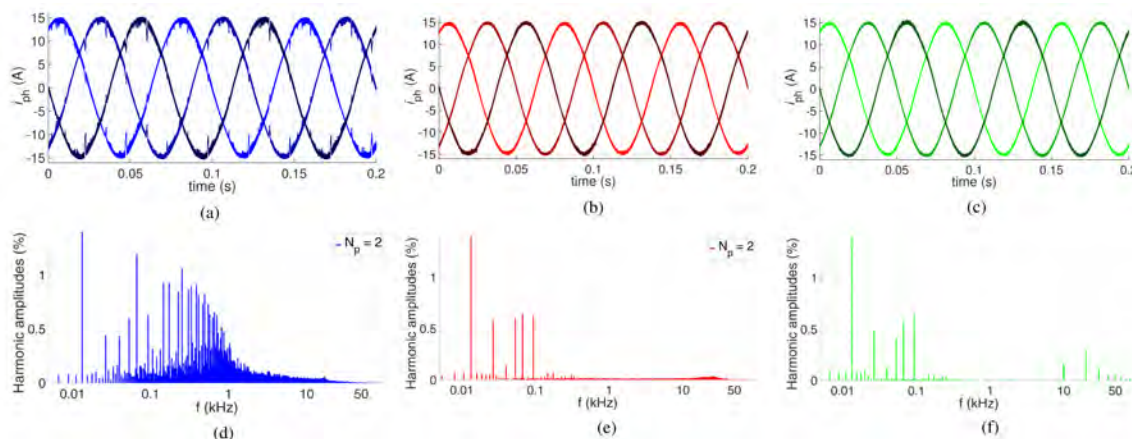 15
10
5
0
-5
-10
-15
i_ph (A)
0 0.05 0.1 0.15 0.2
time (s)
(a)
15
10
5
0
-5
-10
-15
i_ph (A)
0 0.05 0.1 0.15 0.2
time (s)
(b)
15
10
5
0
-5
-10
-15
i_ph (A)
0 0.05 0.1 0.15 0.2
time (s)
(c)
Harmonic amplitudes (%)
1
0.5
0
N_p = 2
0.01 0.1 1 10 50
f (kHz)
(d)
Harmonic amplitudes (%)
1
0.5
0
N_p = 2
0.01 0.1 1 10 50
f (kHz)
(e)
Harmonic amplitudes (%)
1
0.5
0
0.01 0.1 1 10 50
f (kHz)
(f)